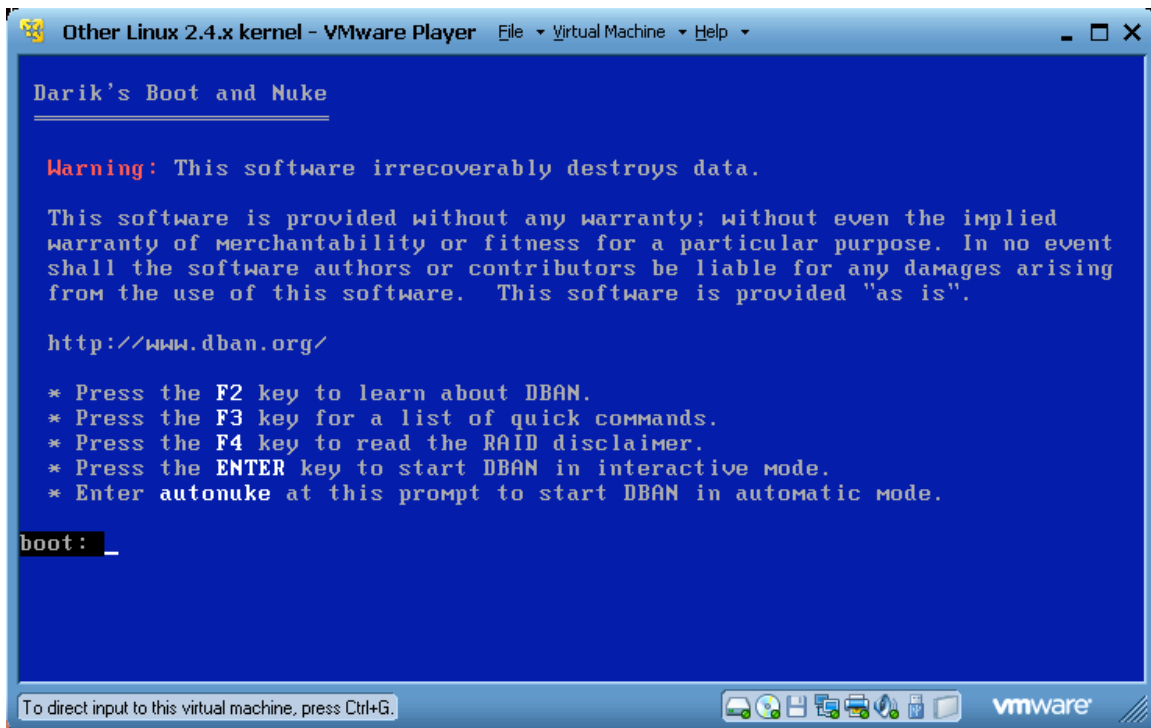 Other Linux 2.4.x kernel - VMware Player File Virtual Machine Help
Darik's Boot and Nuke
Warning: This software irrecoverably destroys data.
This software is provided without any warranty; without even the implied
warranty of merchantability or fitness for a particular purpose. In no event
shall the software authors or contributors be liable for any damages arising
from the use of this software.  This software is provided "as is".
http://www.dban.org/
* Press the F2 key to learn about DBAN.
* Press the F3 key for a list of quick commands.
* Press the F4 key to read the RAID disclaimer.
* Press the ENTER key to start DBAN in interactive mode.
* Enter autonuke at this prompt to start DBAN in automatic mode.
boot: _
To direct input to this virtual machine, press Ctrl+G. vmware